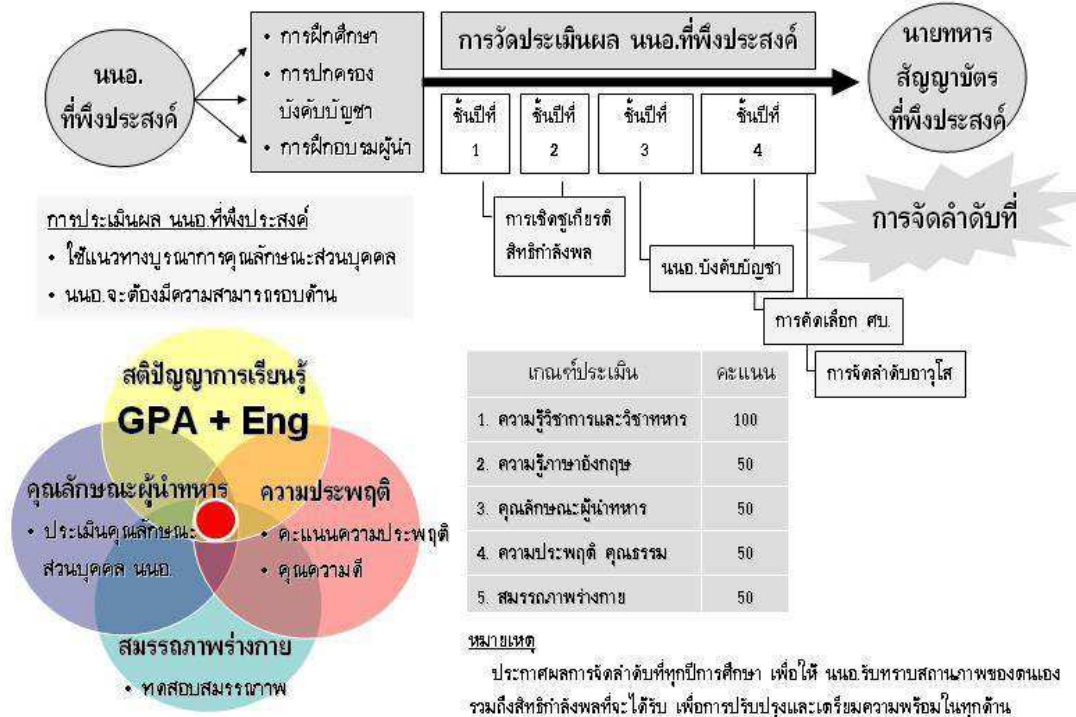 นนอ.
ที่พึงประสงค์
• การฝึกศึกษา
• การปกครอง
บังคับบัญชา
• การฝึกอบรมผู้นำ
การวัดประเมินผล นนอ.ที่พึงประสงค์
นายทหาร
สัญญาบัตร
ที่พึงประสงค์
ชั้นปีที่
1
ชั้นปีที่
2
ชั้นปีที่
3
ชั้นปีที่
4
การเชิดชูเกียรติ
สิทธิกำลังพล
นนอ.บังคับบัญชา
การคัดเลือก ศบ.
การจัดลำดับอาวุโส
การจัดลำดับที่
การประเมินผล นนอ.ที่พึงประสงค์
• ใช้แนวทางบูรณาการคุณลักษณะส่วนบุคคล
• นนอ.จะต้องมีความสามารถรอบด้าน
สติปัญญาการเรียนรู้
GPA + Eng
คุณลักษณะผู้นำทหาร
• ประเมินคุณลักษณะ
ส่วนบุคคล นนอ.
ความประพฤติ
• คะแนนความประพฤติ
• คุณความดี
สมรรถภาพร่างกาย
• ทดสอบสมรรถภาพ
เกณฑ์ประเมิน คะแนน
1. ความรู้วิชาการและวิชาทหาร 100
2. ความรู้ภาษาอังกฤษ 50
3. คุณลักษณะผู้นำทหาร 50
4. ความประพฤติ คุณธรรม 50
5. สมรรถภาพร่างกาย 50
หมายเหตุ
ประกาศผลการจัดลำดับที่ทุกปีการศึกษา เพื่อให้ นนอ.รับทราบสถานภาพของตนเอง
รวมถึงสิทธิกำลังพลที่จะได้รับ เพื่อการปรับปรุงและเตรียมความพร้อมในทุกด้าน